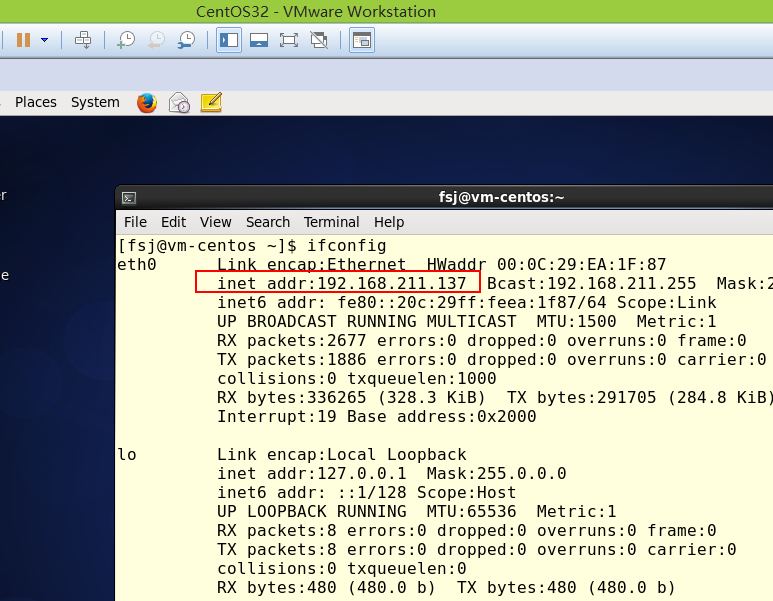 CentOS32 - VMware Workstation
Places System
fsj@vm-centos:~
File Edit View Search Terminal Help
[fsj@vm-centos ~]$ ifconfig
eth0 Link encap:Ethernet HWaddr 00:0C:29:EA:1F:87
inet addr:192.168.211.137 Bcast:192.168.211.255 Mask:2
inet6 addr: fe80::20c:29ff:feea:1f87/64 Scope:Link
UP BROADCAST RUNNING MULTICAST MTU:1500 Metric:1
RX packets:2677 errors:0 dropped:0 overruns:0 frame:0
TX packets:1886 errors:0 dropped:0 overruns:0 carrier:0
collisions:0 txqueuelen:1000
RX bytes:336265 (328.3 KiB) TX bytes:291705 (284.8 KiB)
Interrupt:19 Base address:0x2000
lo Link encap:Local Loopback
inet addr:127.0.0.1 Mask:255.0.0.0
inet6 addr: ::1/128 Scope:Host
UP LOOPBACK RUNNING MTU:65536 Metric:1
RX packets:8 errors:0 dropped:0 overruns:0 frame:0
TX packets:8 errors:0 dropped:0 overruns:0 carrier:0
collisions:0 txqueuelen:0
RX bytes:480 (480.0 b) TX bytes:480 (480.0 b)